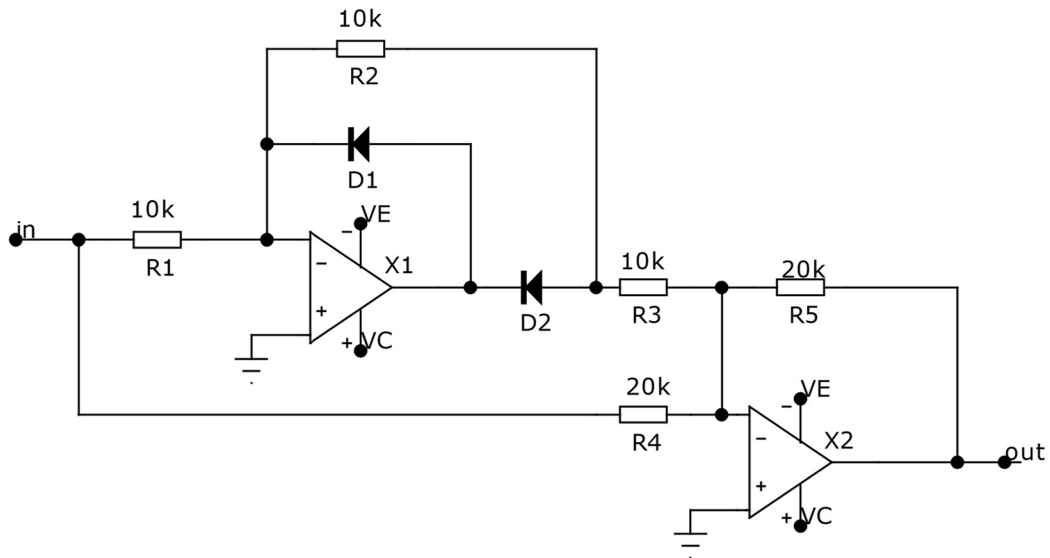 10k
R2
D1
in
10k
R1
VE
−
X1
−
+
+ VC
D2
10k
R3
20k
R5
20k
R4
VE
−
X2
−
+
+ VC
out